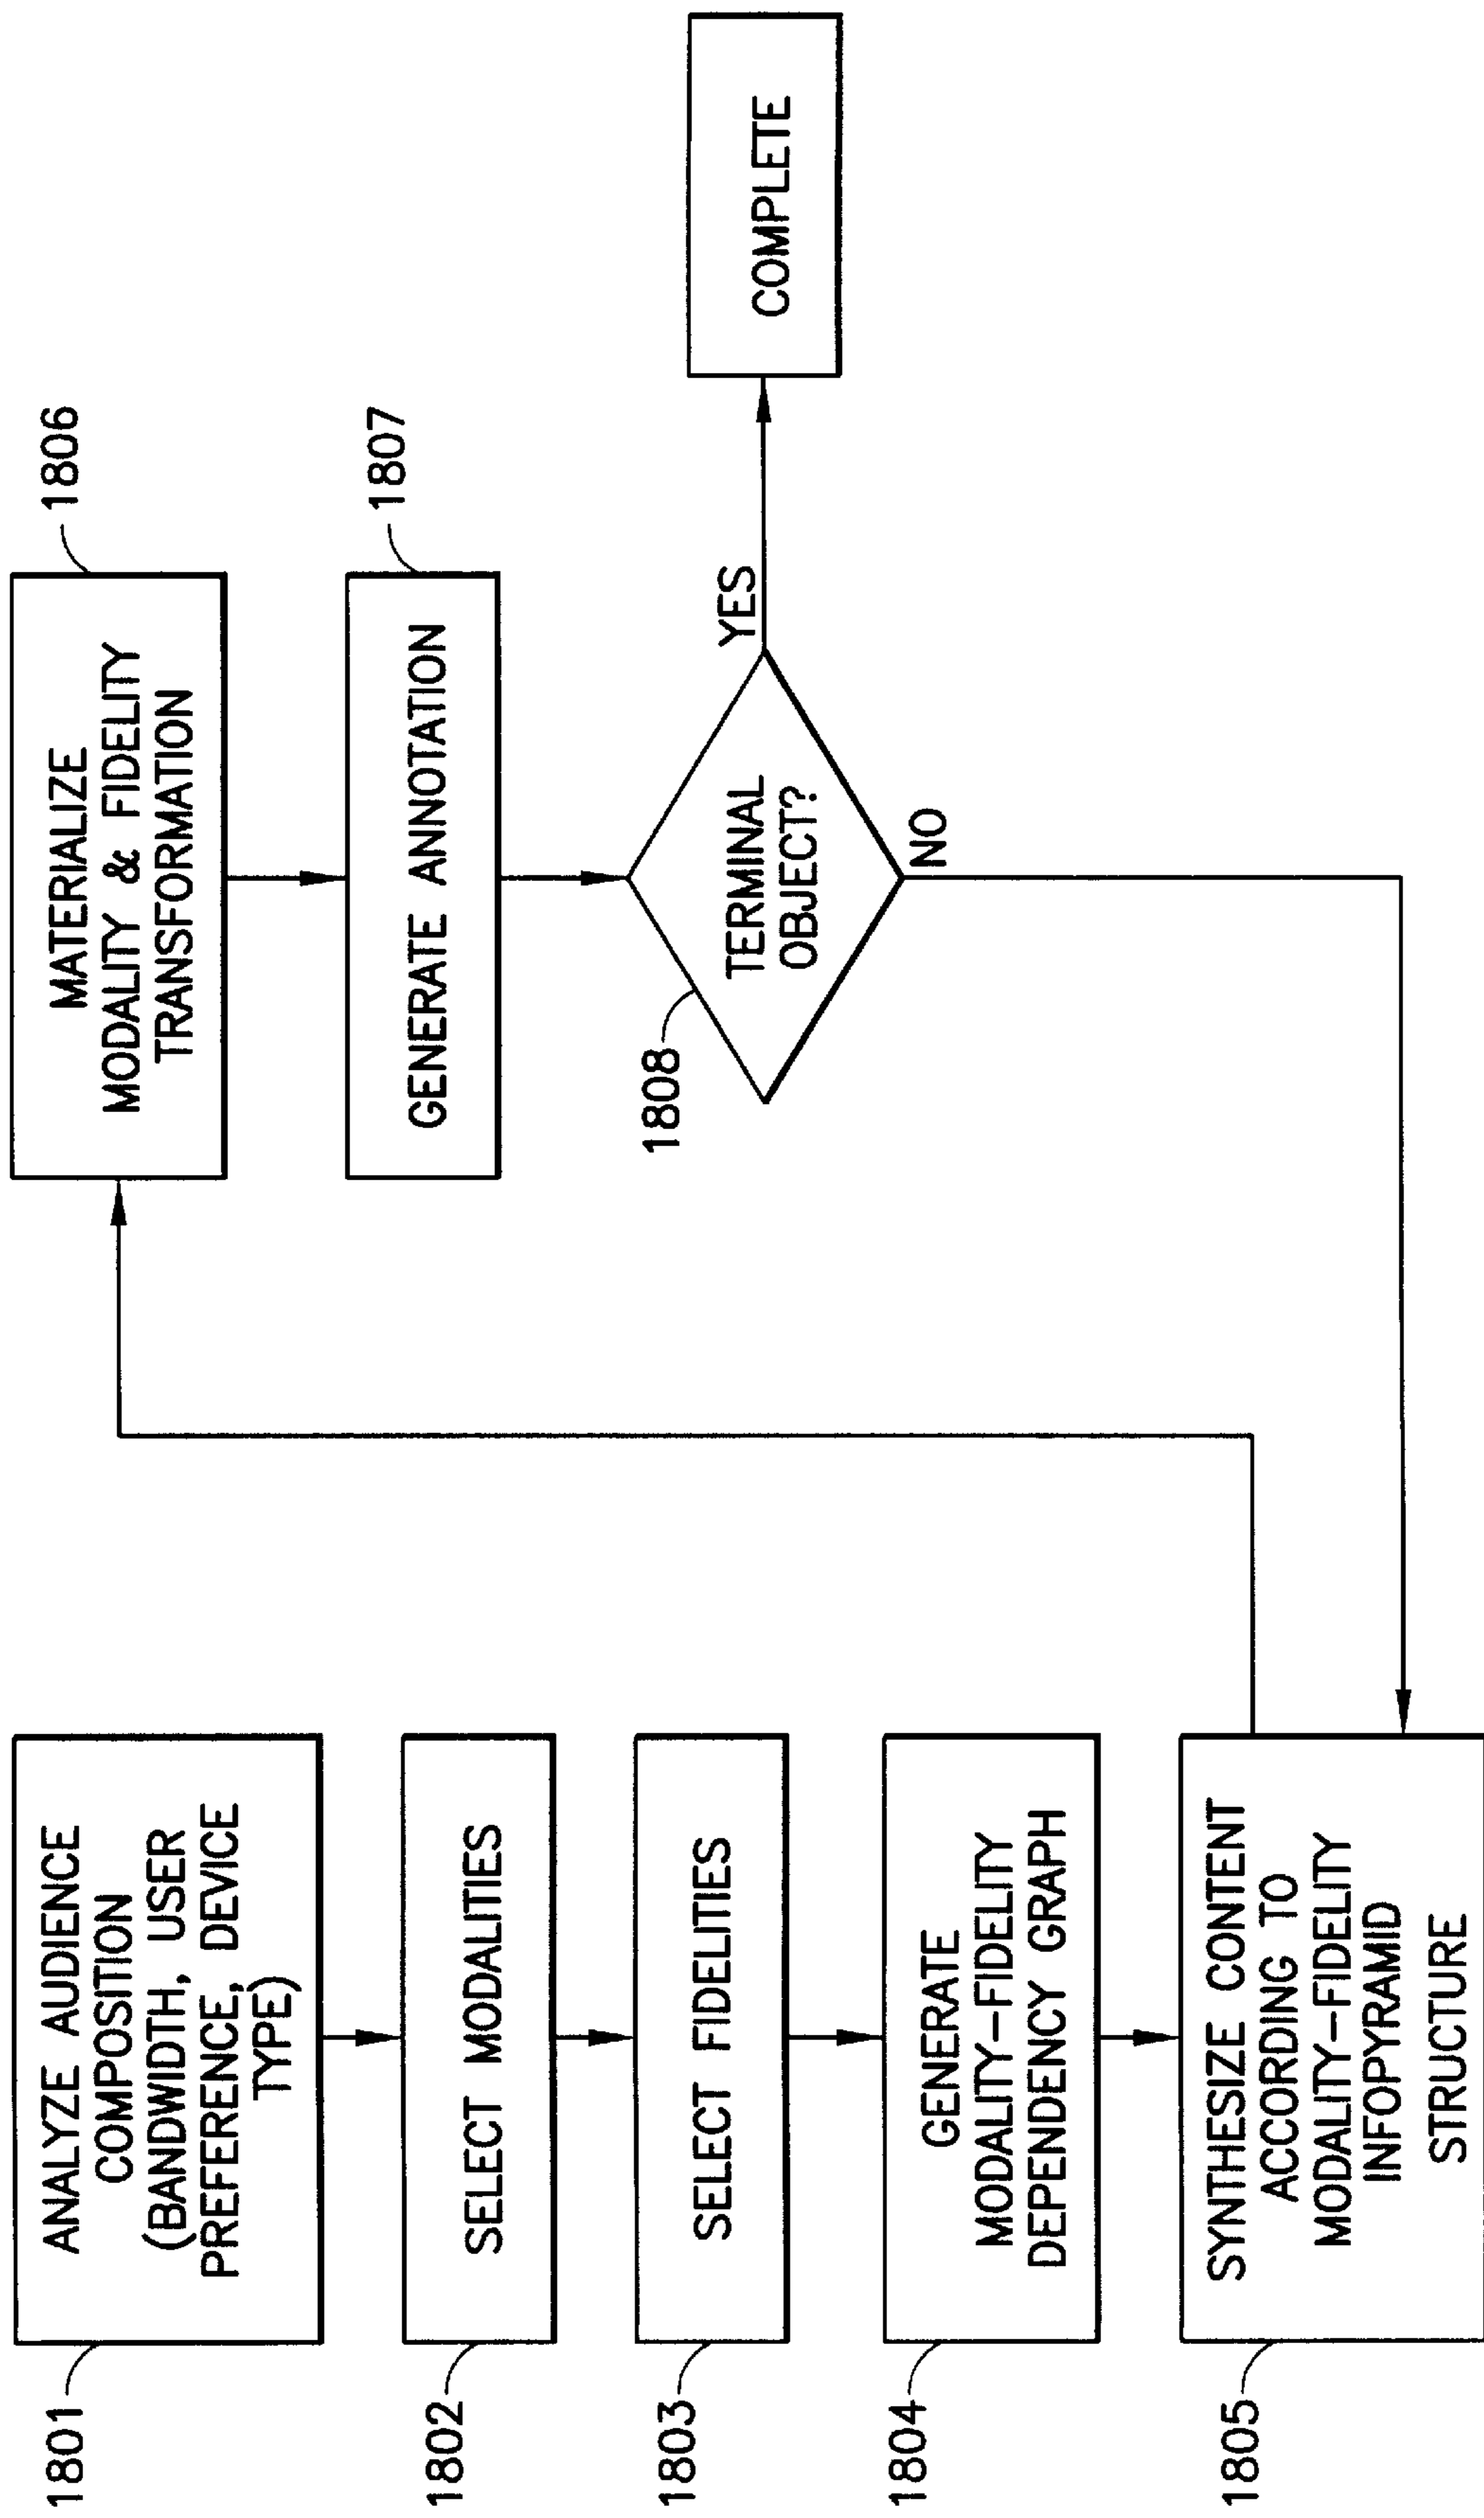 1801
ANALYZE AUDIENCE
COMPOSITION
(BANDWIDTH, USER
PREFERENCE, DEVICE
TYPE)
1802
SELECT MODALITIES
1803
SELECT FIDELITIES
1804
GENERATE
MODALITY-FIDELITY
DEPENDENCY GRAPH
1805
SYNTHESIZE CONTENT
ACCORDING TO
MODALITY-FIDELITY
INFOPYRAMID
STRUCTURE
1806
MATERIALIZE
MODALITY & FIDELITY
TRANSFORMATION
1807
GENERATE ANNOTATION
1808
TERMINAL
OBJECT?
YES
NO
COMPLETE